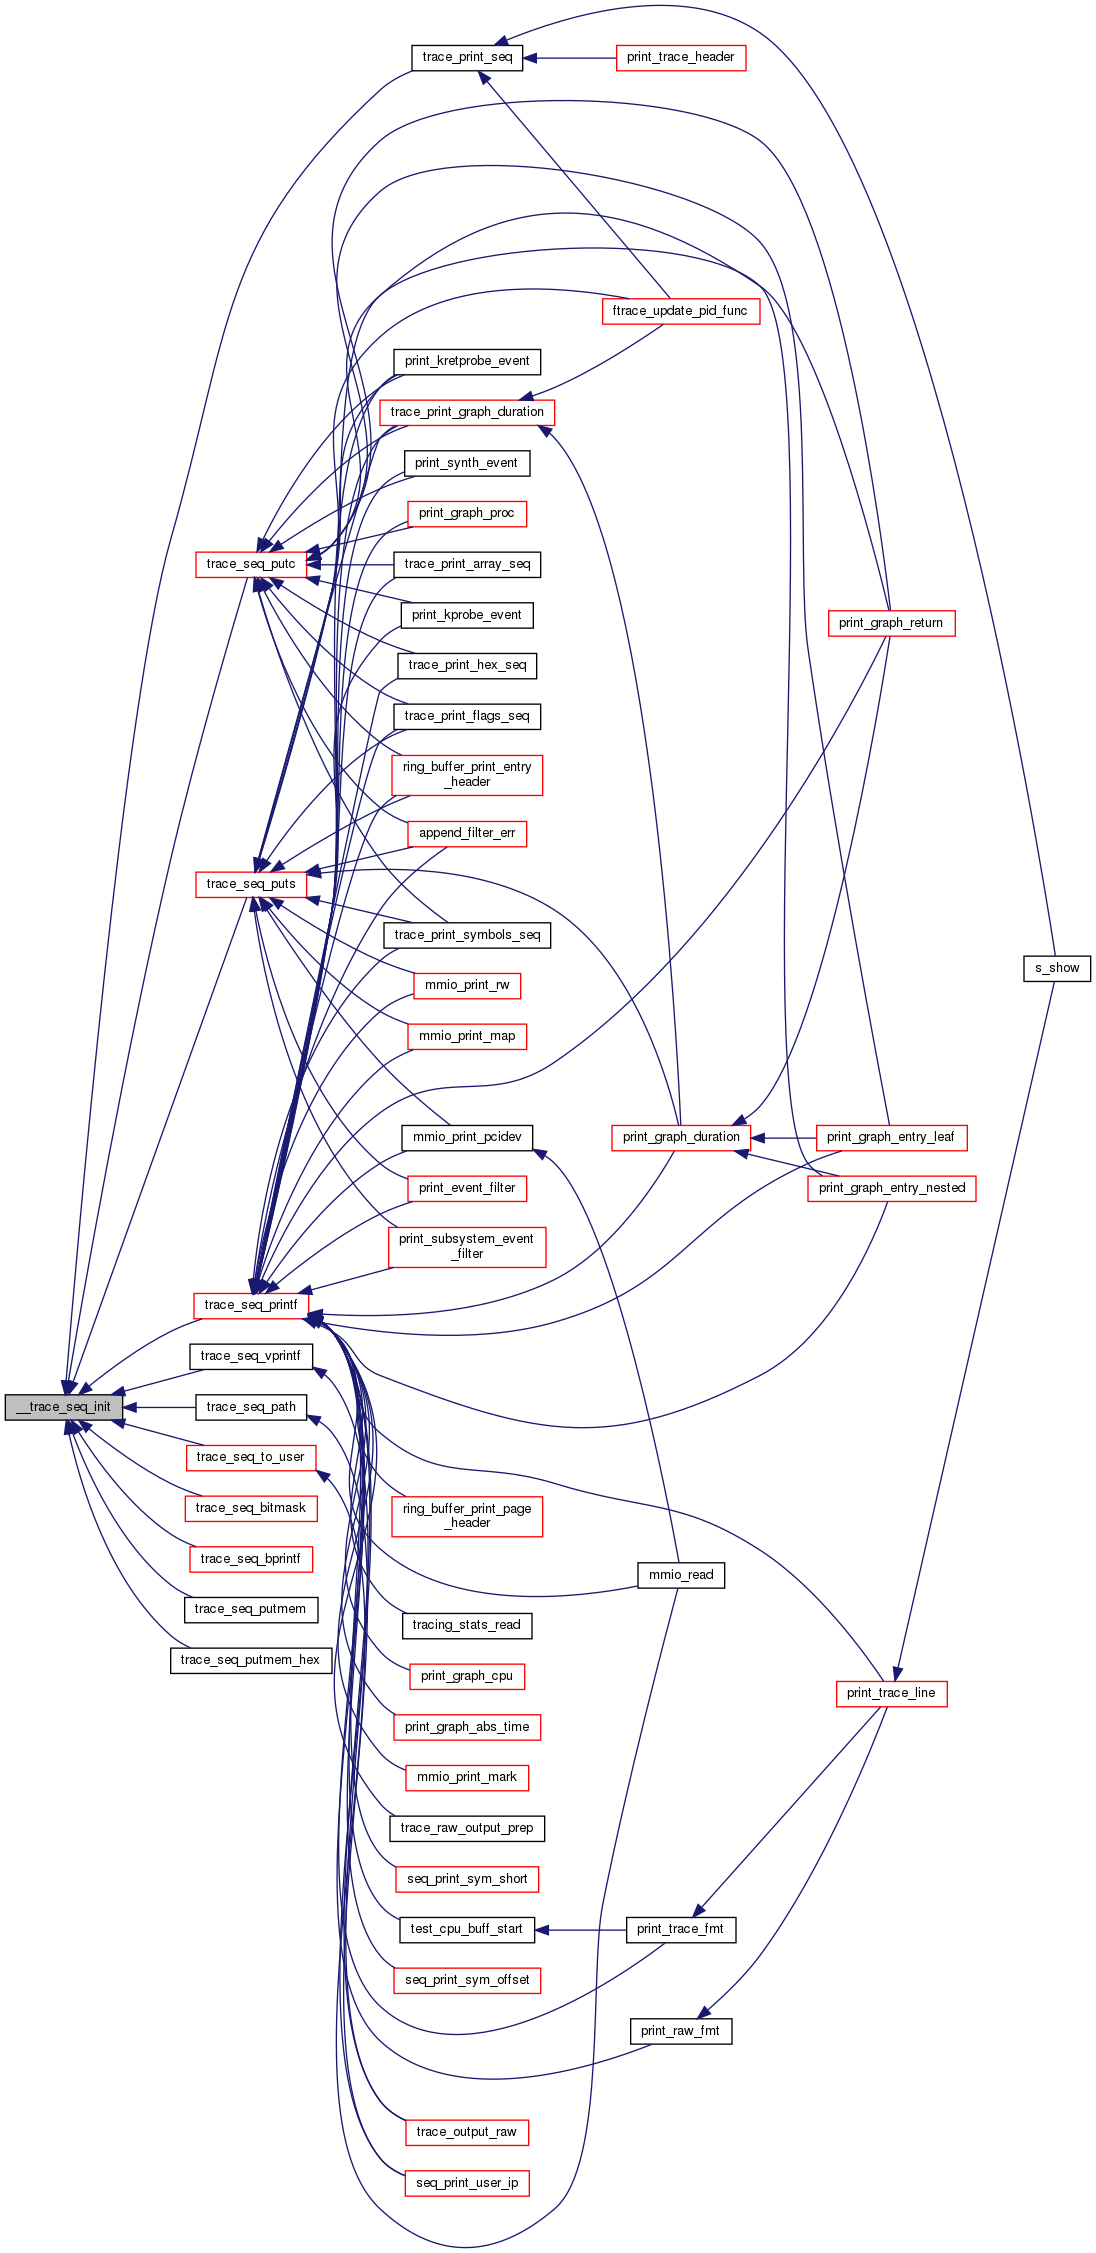 trace_print_seq
print_trace_header
ftrace_update_pid_func
print_kretprobe_event
trace_print_graph_duration
print_synth_event
print_graph_proc
trace_seq_putc
trace_print_array_seq
print_kprobe_event
print_graph_return
trace_print_hex_seq
trace_print_flags_seq
ring_buffer_print_entry
_header
append_filter_err
trace_seq_puts
trace_print_symbols_seq
s_show
mmio_print_rw
mmio_print_map
mmio_print_pcidev
print_graph_duration
print_graph_entry_leaf
print_event_filter
print_graph_entry_nested
print_subsystem_event
_filter
trace_seq_printf
trace_seq_vprintf
__trace_seq_init
trace_seq_path
trace_seq_to_user
trace_seq_bitmask
ring_buffer_print_page
_header
trace_seq_bprintf
mmio_read
trace_seq_putmem
tracing_stats_read
trace_seq_putmem_hex
print_graph_cpu
print_trace_line
print_graph_abs_time
mmio_print_mark
trace_raw_output_prep
seq_print_sym_short
test_cpu_buff_start
print_trace_fmt
seq_print_sym_offset
print_raw_fmt
trace_output_raw
seq_print_user_ip